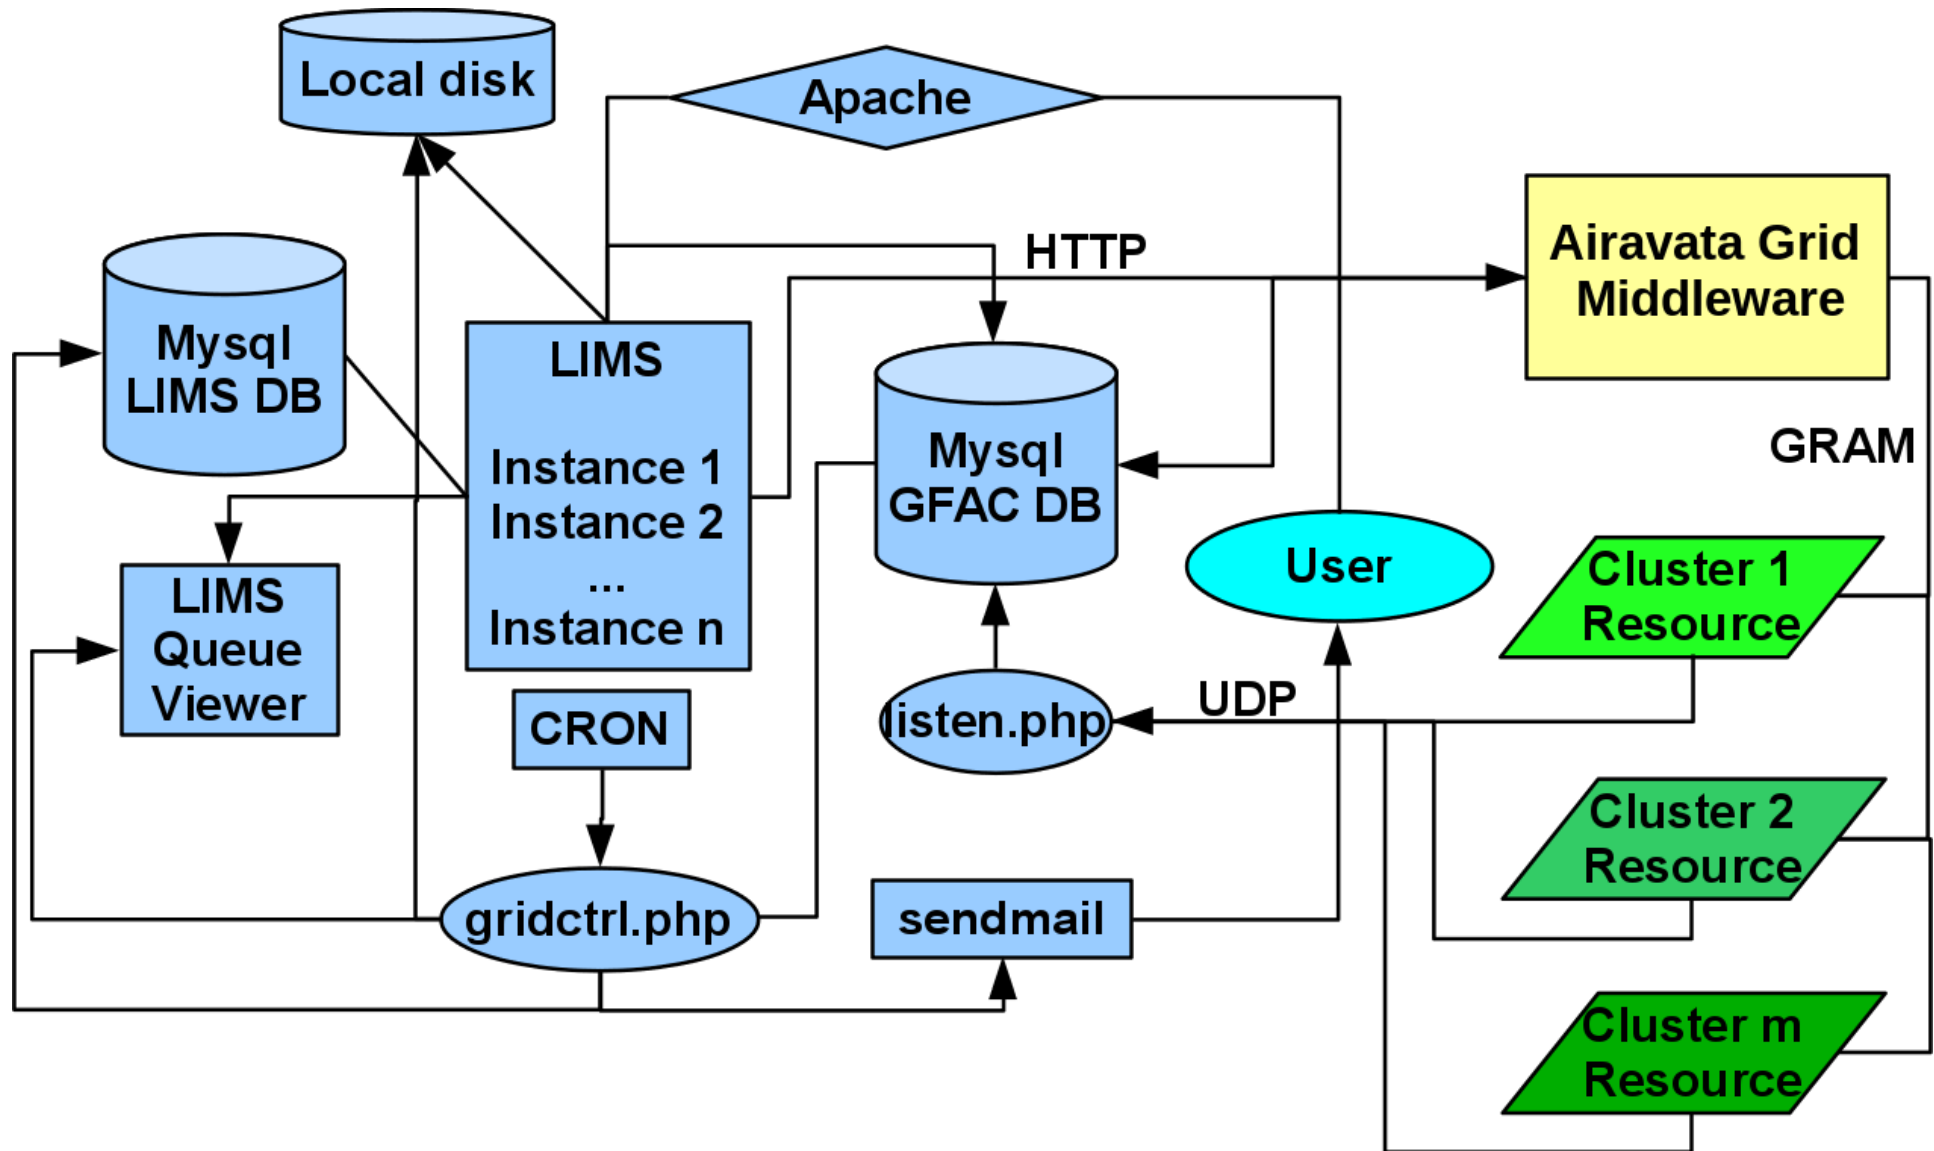 Local disk
Apache
HTTP
Airavata Grid
Middleware
Mysql
LIMS DB
LIMS
Instance 1
Instance 2
...
Instance n
Mysql
GFAC DB
GRAM
User
Cluster 1
Resource
LIMS
Queue
Viewer
CRON
listen.php
UDP
Cluster 2
Resource
gridctrl.php
sendmail
Cluster m
Resource